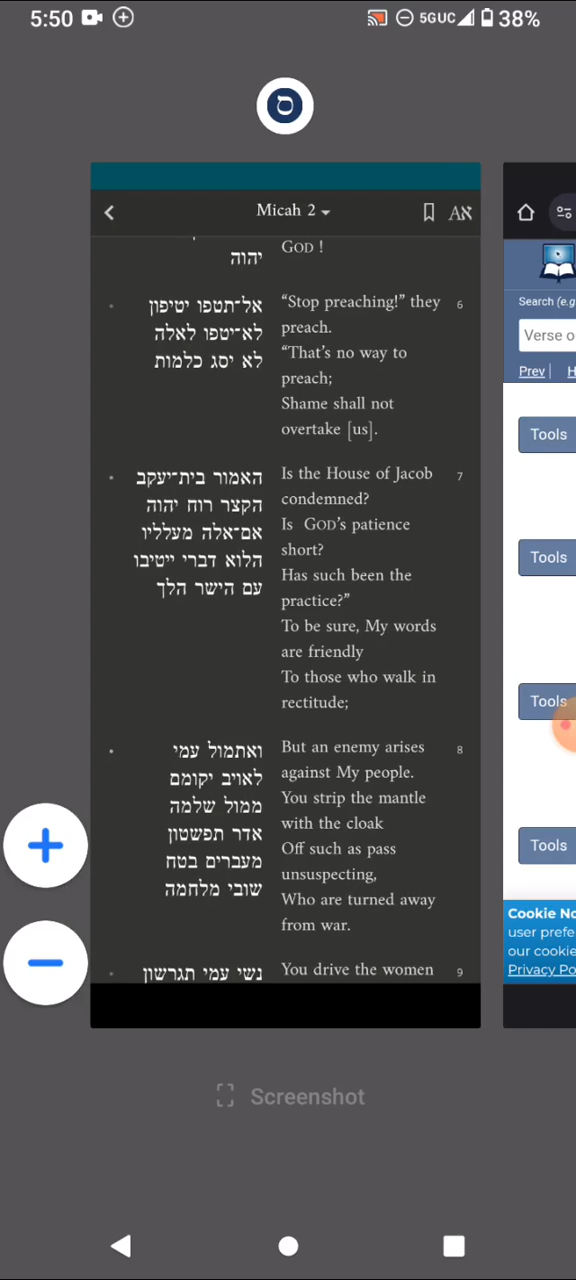 5:50
5GUC
38%
ס
Micah 2
אA
יהוה
GOD !
אל־תטפו יטיפון
לא־יטפו לאלה
לא יסג כלמות
“Stop preaching!” they
preach.
“That’s no way to
preach;
Shame shall not
overtake [us].
6
האמור בית־יעקב
הקצר רוח יהוה
אם־אלה מעלליו
הלוא דברי ייטיבו
עם הישר הלך
Is the House of Jacob
condemned?
Is GOD’s patience
short?
Has such been the
practice?”
To be sure, My words
are friendly
To those who walk in
rectitude;
7
ואתמול עמי
לאויב יקומם
ממול שלמה
אדר תפשטון
מעברים בטח
שובי מלחמה
But an enemy arises
against My people.
You strip the mantle
with the cloak
Off such as pass
unsuspecting,
Who are turned away
from war.
8
נשי עמי תגרשון
You drive the women
9
Search (e.g
Verse o
Prev
H
Tools
Tools
Tools
Tools
Cookie No
user prefe
our cookie
Privacy Po
Screenshot